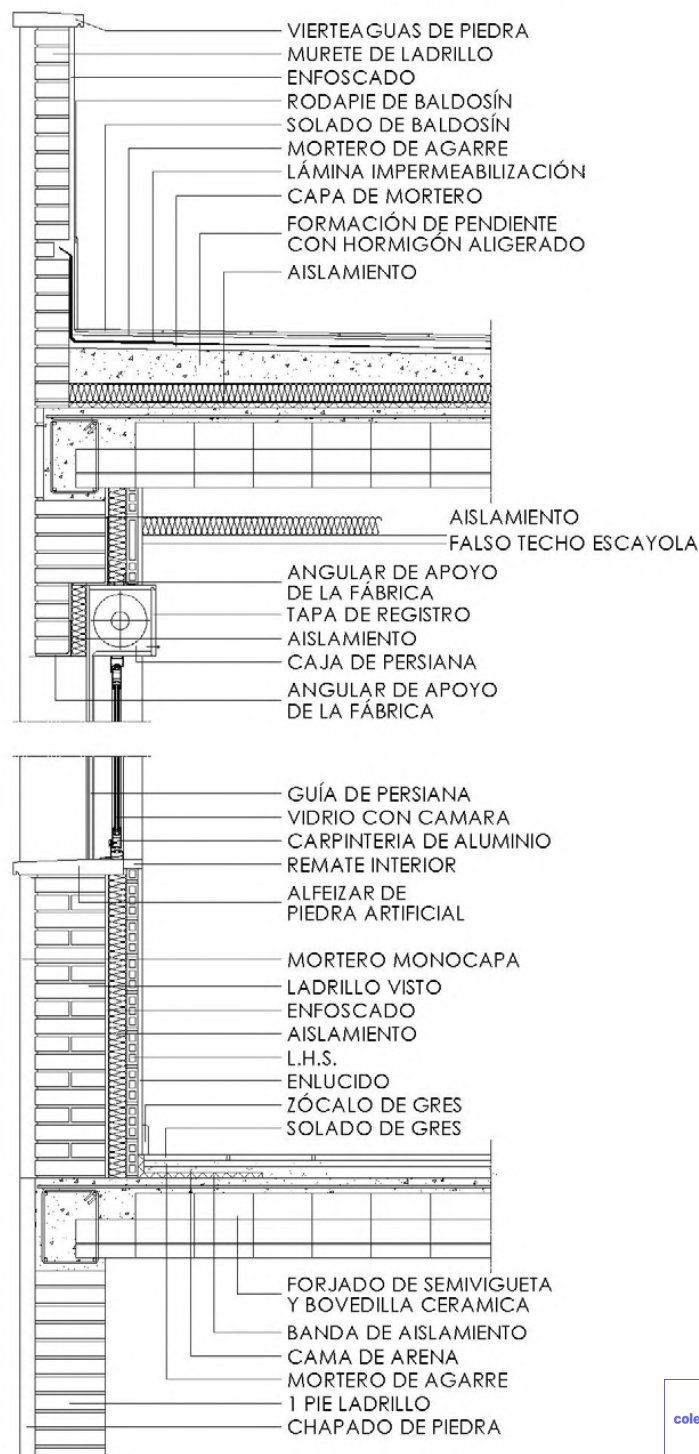 VIERTEAGUAS DE PIEDRA
MURETE DE LADRILLO
ENFOSCADO
RODAPIE DE BALDOSÍN
SOLADO DE BALDOSÍN
MORTERO DE AGARRE
LÁMINA IMPERMEABILIZACIÓN
CAPA DE MORTERO
FORMACIÓN DE PENDIENTE
CON HORMIGÓN ALIGERADO
AISLAMIENTO
AISLAMIENTO
FALSO TECHO ESCAYOLA
ANGULAR DE APOYO
DE LA FÁBRICA
TAPA DE REGISTRO
AISLAMIENTO
CAJA DE PERSIANA
ANGULAR DE APOYO
DE LA FÁBRICA
GUÍA DE PERSIANA
VIDRIO CON CAMARA
CARPINTERIA DE ALUMINIO
REMATE INTERIOR
ALFEIZAR DE
PIEDRA ARTIFICIAL
MORTERO MONOCAPA
LADRILLO VISTO
ENFOSCADO
AISLAMIENTO
L.H.S.
ENLUCIDO
ZÓCALO DE GRES
SOLADO DE GRES
FORJADO DE SEMIVIGUETA
Y BOVEDILLA CERAMICA
BANDA DE AISLAMIENTO
CAMA DE ARENA
MORTERO DE AGARRE
1 PIE LADRILLO
CHAPADO DE PIEDRA